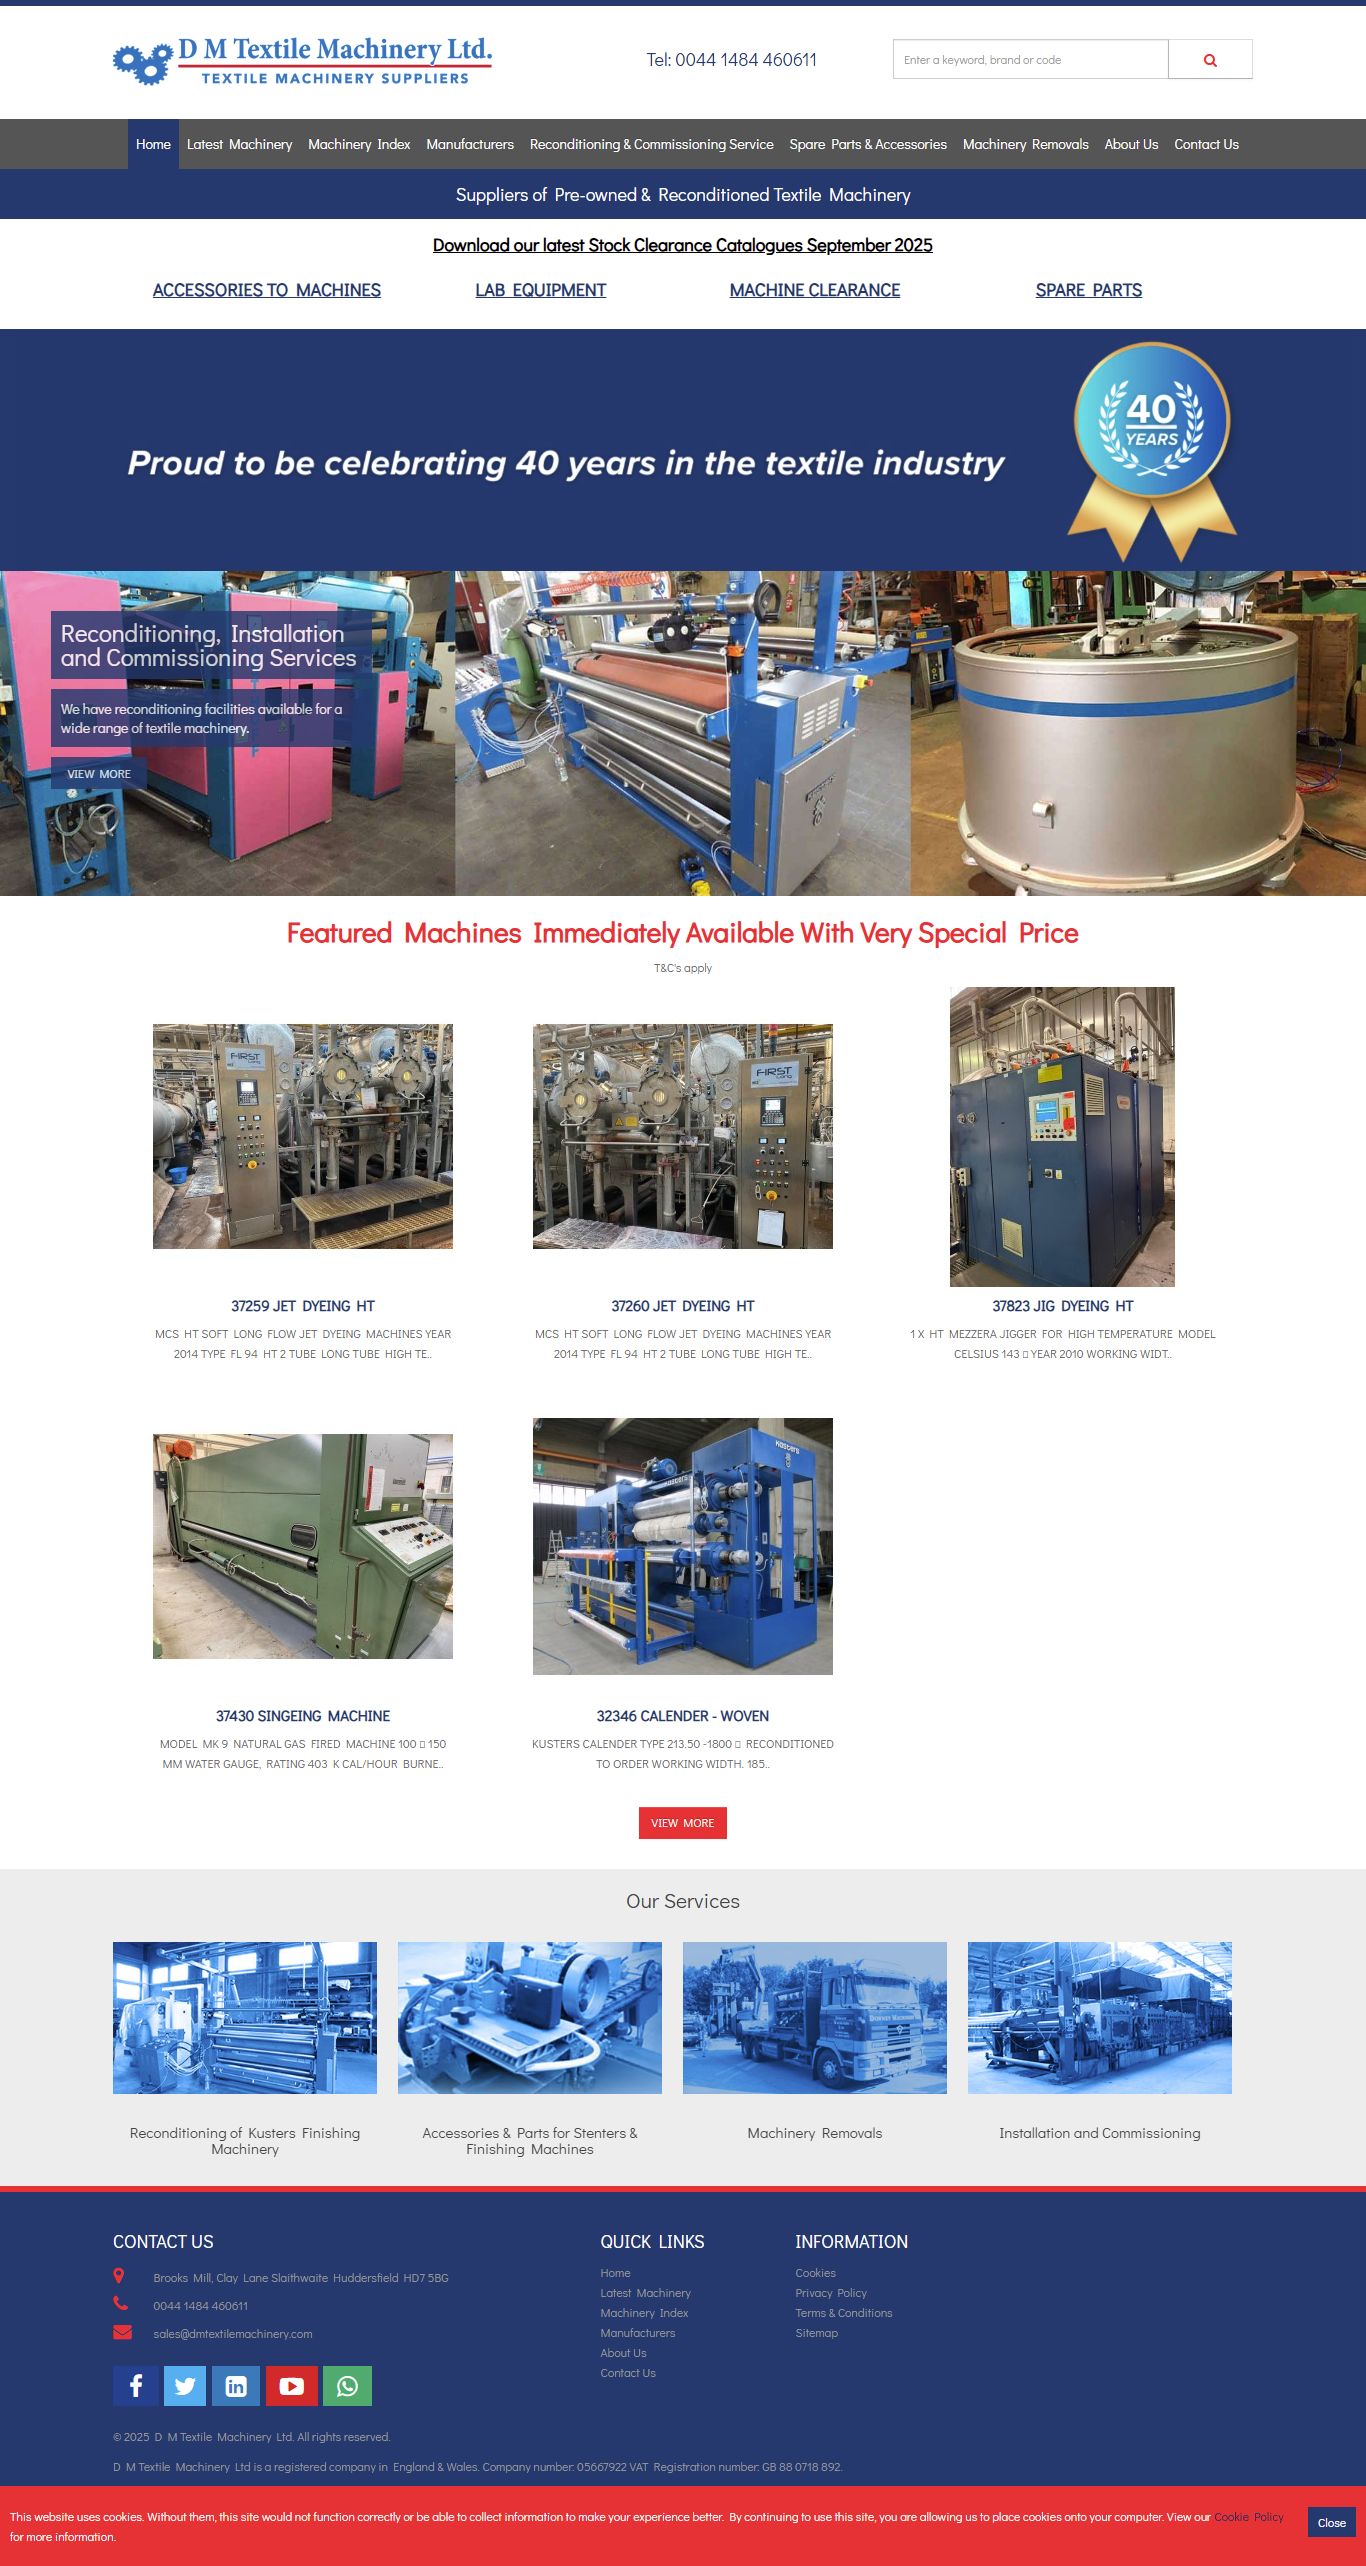 D M Textile Machinery Ltd.
TEXTILE MACHINERY SUPPLIERS
Tel: 0044 1484 460611
Enter a keyword, brand or code
Home Latest Machinery Machinery Index Manufacturers Reconditioning & Commissioning Service Spare Parts & Accessories Machinery Removals About Us Contact Us
Suppliers of Pre-owned & Reconditioned Textile Machinery
Download our latest Stock Clearance Catalogues September 2025
ACCESSORIES TO MACHINES LAB EQUIPMENT MACHINE CLEARANCE SPARE PARTS
40
YEARS
Proud to be celebrating 40 years in the textile industry
Reconditioning, Installation
and Commissioning Services
We have reconditioning facilities available for a
wide range of textile machinery.
VIEW MORE
Featured Machines Immediately Available With Very Special Price
T&C's apply
FIRST
FIRST
37259 JET DYEING HT
MCS HT SOFT LONG FLOW JET DYEING MACHINES YEAR
2014 TYPE FL 94 HT 2 TUBE LONG TUBE HIGH TE..
37260 JET DYEING HT
MCS HT SOFT LONG FLOW JET DYEING MACHINES YEAR
2014 TYPE FL 94 HT 2 TUBE LONG TUBE HIGH TE..
37823 JIG DYEING HT
1 X HT MEZZERA JIGGER FOR HIGH TEMPERATURE MODEL
CELSIUS 143 YEAR 2010 WORKING WIDT..
Kusters
Kusters
37430 SINGEING MACHINE
MODEL MK 9 NATURAL GAS FIRED MACHINE 100 150
MM WATER GAUGE, RATING 403 K CAL/HOUR BURNE..
32346 CALENDER - WOVEN
KUSTERS CALENDER TYPE 213.50 -1800 RECONDITIONED
TO ORDER WORKING WIDTH. 185..
VIEW MORE
Our Services
Reconditioning of Kusters Finishing
Machinery
Accessories & Parts for Stenters &
Finishing Machines
Machinery Removals
Installation and Commissioning
CONTACT US
Brooks Mill, Clay Lane Slaithwaite Huddersfield HD7 5BG
0044 1484 460611
sales@dmtextilemachinery.com
QUICK LINKS
Home
Latest Machinery
Machinery Index
Manufacturers
About Us
Contact Us
INFORMATION
Cookies
Privacy Policy
Terms & Conditions
Sitemap
© 2025 D M Textile Machinery Ltd. All rights reserved.
D M Textile Machinery Ltd is a registered company in England & Wales. Company number: 05667922 VAT Registration number: GB 88 0718 892.
This website uses cookies. Without them, this site would not function correctly or be able to collect information to make your experience better. By continuing to use this site, you are allowing us to place cookies onto your computer. View our Cookie Policy
for more information.
Close